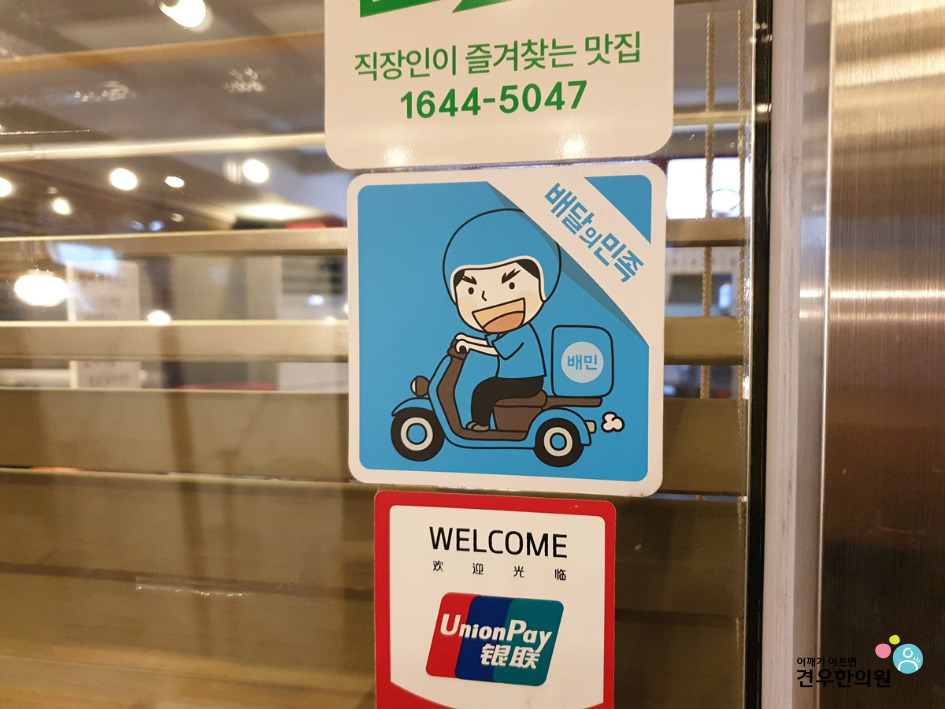 직장인이 즐겨찾는 맛집
1644-5047
배달의민족
배민
WELCOME
欢迎光临
UnionPay
银联
어깨가 아프면
견우한의원